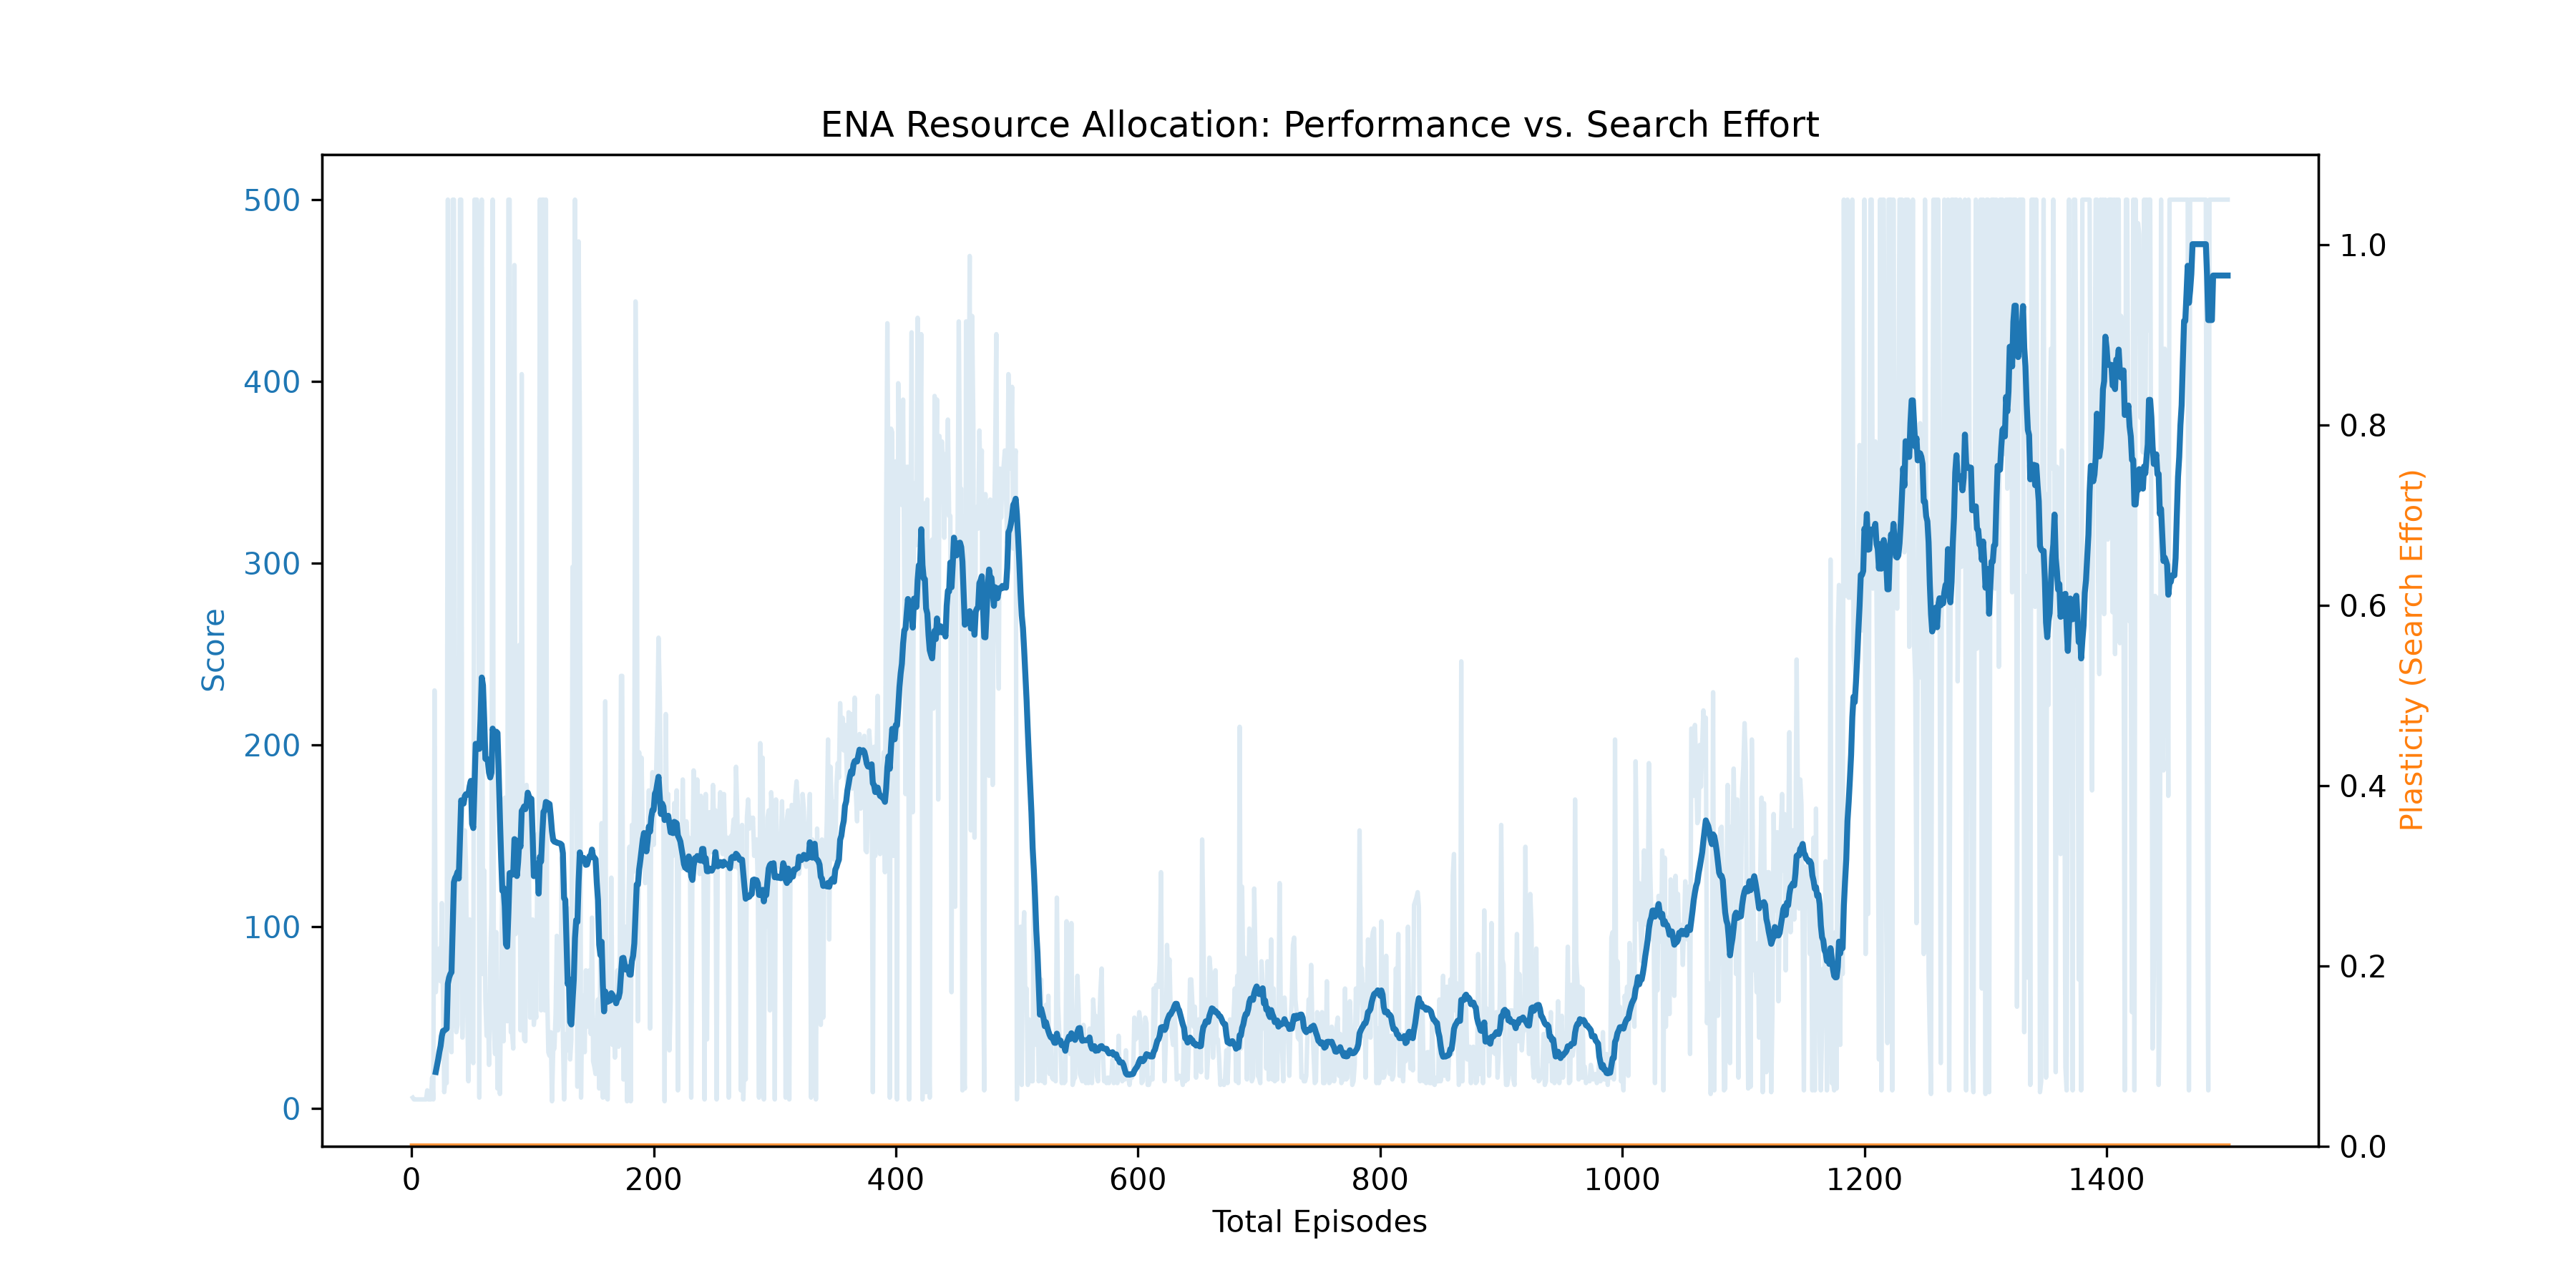 ENA Resource Allocation: Performance vs. Search Effort
500
400
300
200
100
0
Score
1.0
0.8
0.6
0.4
0.2
0.0
Plasticity (Search Effort)
0 200 400 600 800 1000 1200 1400
Total Episodes